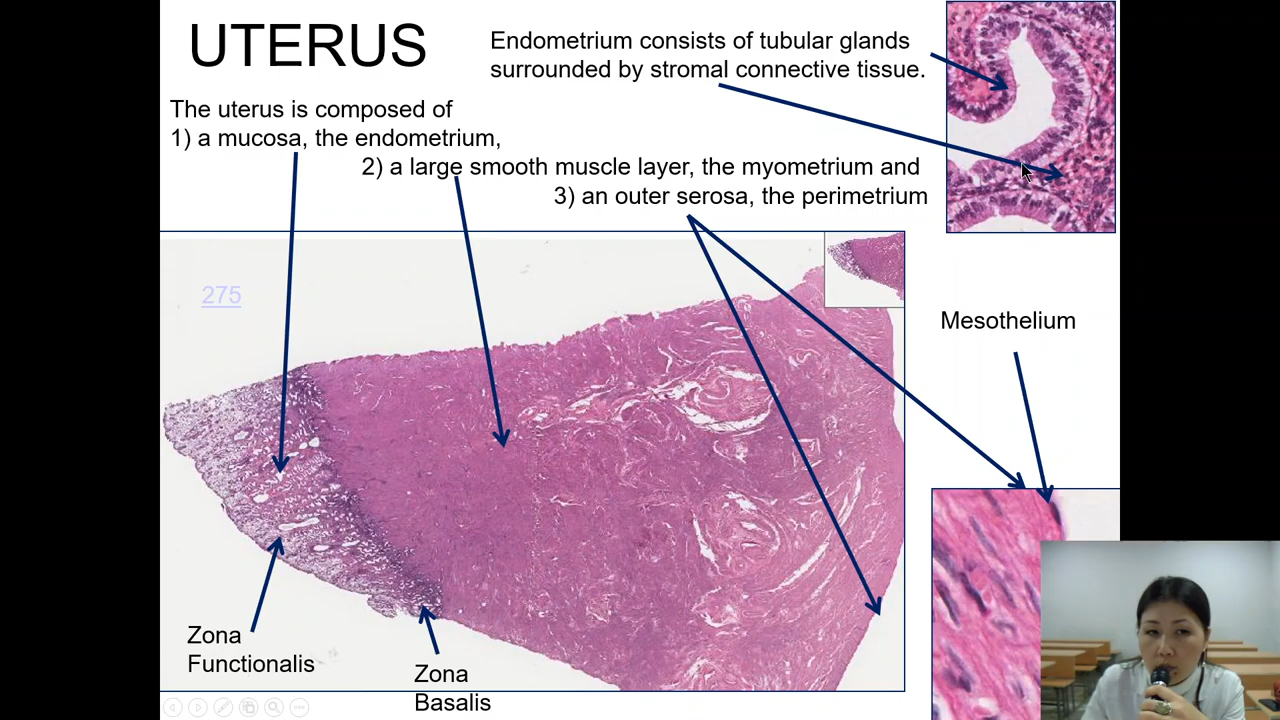 UTERUS
Endometrium consists of tubular glands
surrounded by stromal connective tissue.
The uterus is composed of
1) a mucosa, the endometrium,
2) a large smooth muscle layer, the myometrium and
3) an outer serosa, the perimetrium
275
Mesothelium
Zona
Functionalis
Zona
Basalis